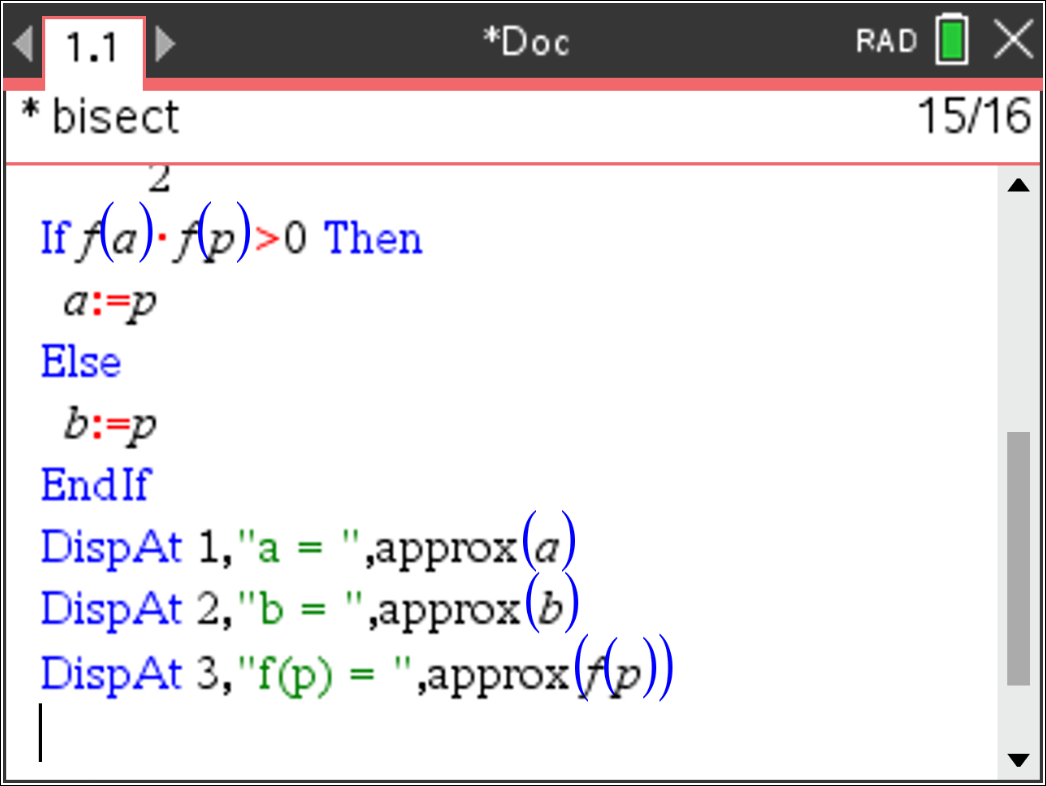 1.1 *Doc RAD
* bisect 15/16
2
If f(a)·f(p)>0 Then
a:=p
Else
b:=p
EndIf
DispAt 1,"a = ",approx(a)
DispAt 2,"b = ",approx(b)
DispAt 3,"f(p) = ",approx(f(p))